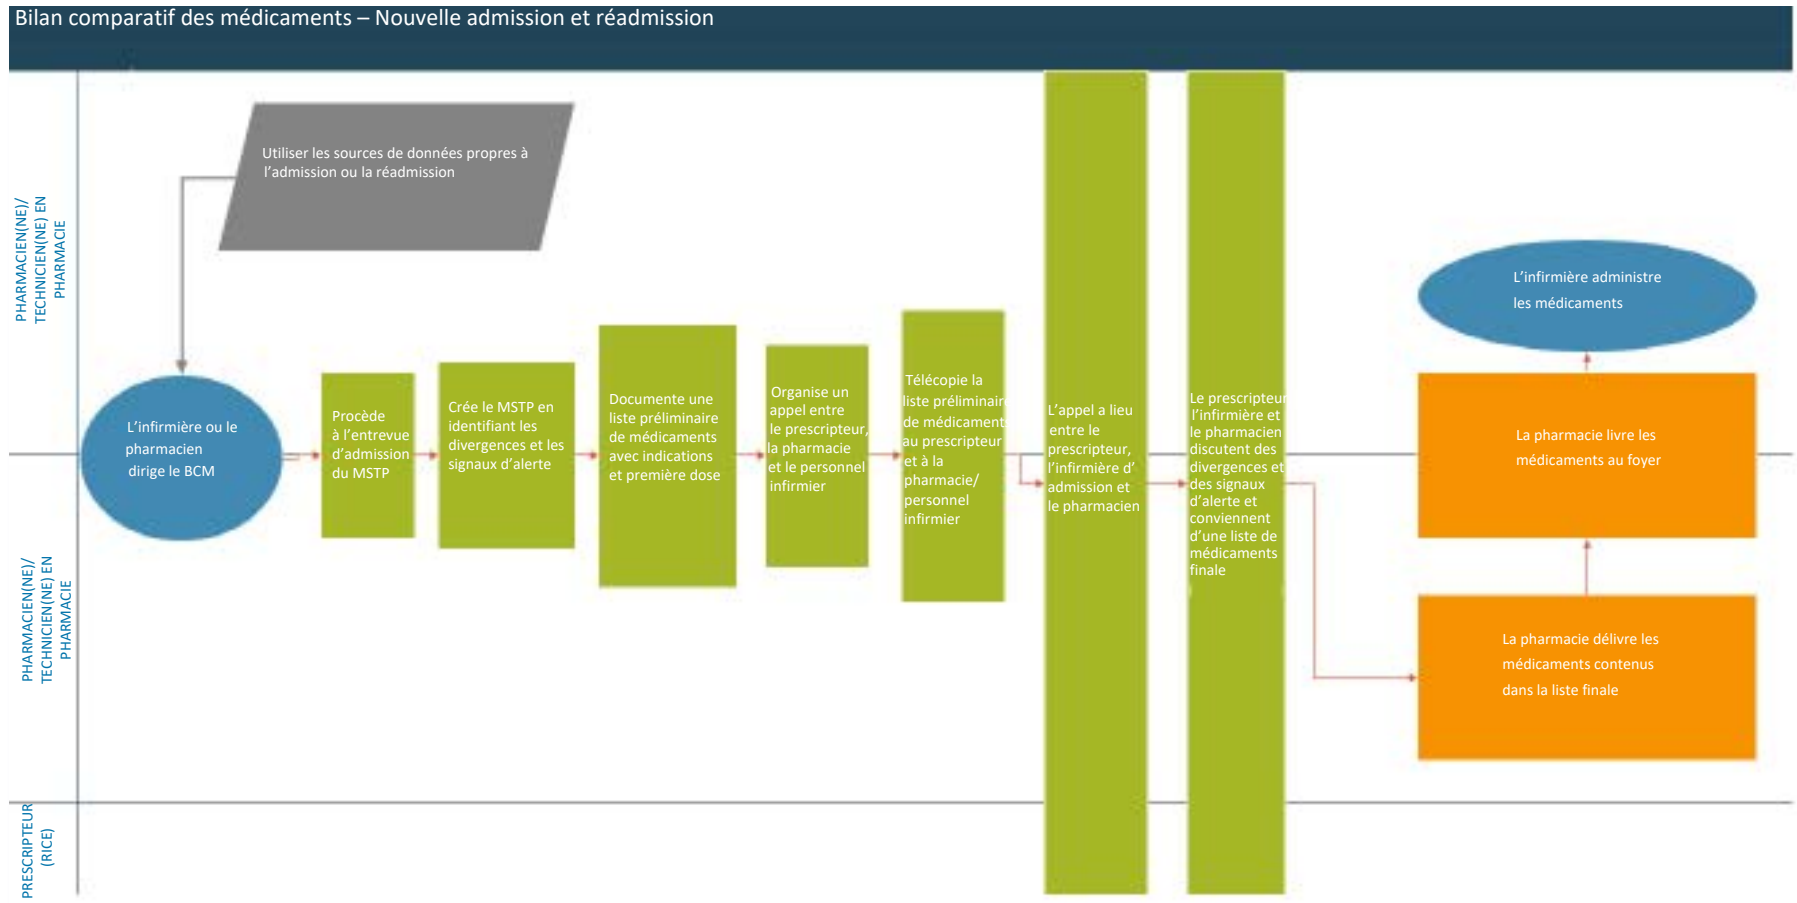 Bilan comparatif des médicaments – Nouvelle admission et réadmission
PHARMACIEN(NE)/
TECHNICIEN(NE) EN
PHARMACIE
Utiliser les sources de données propres à
l’admission ou la réadmission
L’infirmière ou le
pharmacien
dirige le BCM
Procède
à l’entrevue
d’admission
du MSTP
Crée le MSTP en
identifiant les
divergences et les
signaux d’alerte
Documente une
liste préliminaire
de médicaments
avec indications
et première dose
Organise un
appel entre
le prescripteur,
la pharmacie
et le personnel
infirmier
Télécopie la
liste préliminair
de médicament
au prescripteur
et à la
pharmacie/
personnel
infirmier
L’appel a lieu
entre le
prescripteur,
l’infirmière d’
admission et
le pharmacien
Le prescripteur
l’infirmière et
le pharmacien
discutent des
divergences et
des signaux
d’alerte et
conviennent
d’une liste de
médicaments
finale
L’infirmière administre
les médicaments
La pharmacie livre les
médicaments au foyer
La pharmacie délivre les
médicaments contenus
dans la liste finale
PHARMACIEN(NE)/
TECHNICIEN(NE) EN
PHARMACIE
PRESCRIPTEUR
(RICE)